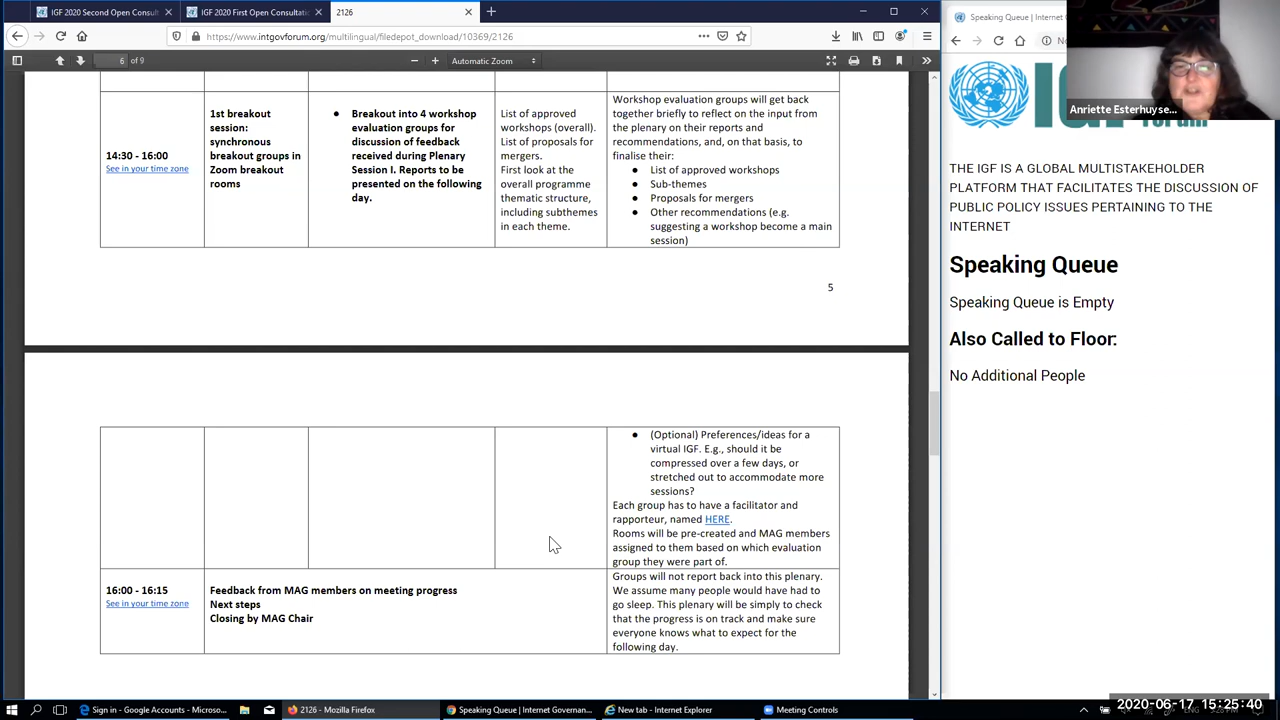 IGF 2020 Second Open Consult
IGF 2020 First Open Consultatio
2126
https://www.intgovforum.org/multilingual/filedepot_download/10369/2126
6 of 9
Automatic Zoom
14:30 - 16:00
See in your time zone
1st breakout
session:
synchronous
breakout groups in
Zoom breakout
rooms
● Breakout into 4 workshop
evaluation groups for
discussion of feedback
received during Plenary
Session I. Reports to be
presented on the following
day.
List of approved
workshops (overall).
List of proposals for
mergers.
First look at the
overall programme
thematic structure,
including subthemes
in each theme.
Workshop evaluation groups will get back
together briefly to reflect on the input from
the plenary on their reports and
recommendations, and, on that basis, to
finalise their:
● List of approved workshops
● Sub-themes
● Proposals for mergers
● Other recommendations (e.g.
suggesting a workshop become a main
session)
5
● (Optional) Preferences/ideas for a
virtual IGF. E.g., should it be
compressed over a few days, or
stretched out to accommodate more
sessions?
Each group has to have a facilitator and
rapporteur, named HERE.
Rooms will be pre-created and MAG members
assigned to them based on which evaluation
group they were part of.
16:00 - 16:15
See in your time zone
Feedback from MAG members on meeting progress
Next steps
Closing by MAG Chair
Groups will not report back into this plenary.
We assume many people would have had to
go sleep. This plenary will be simply to check
that the progress is on track and make sure
everyone knows what to expect for the
following day.
Speaking Queue | Internet G
No
Anriette Esterhuyse...
THE IGF IS A GLOBAL MULTISTAKEHOLDER
PLATFORM THAT FACILITATES THE DISCUSSION OF
PUBLIC POLICY ISSUES PERTAINING TO THE
INTERNET
Speaking Queue
Speaking Queue is Empty
Also Called to Floor:
No Additional People
Sign in - Google Accounts - Microso...
2126 - Mozilla Firefox
Speaking Queue | Internet Governan...
New tab - Internet Explorer
Meeting Controls
2020-06-17 15:25:40